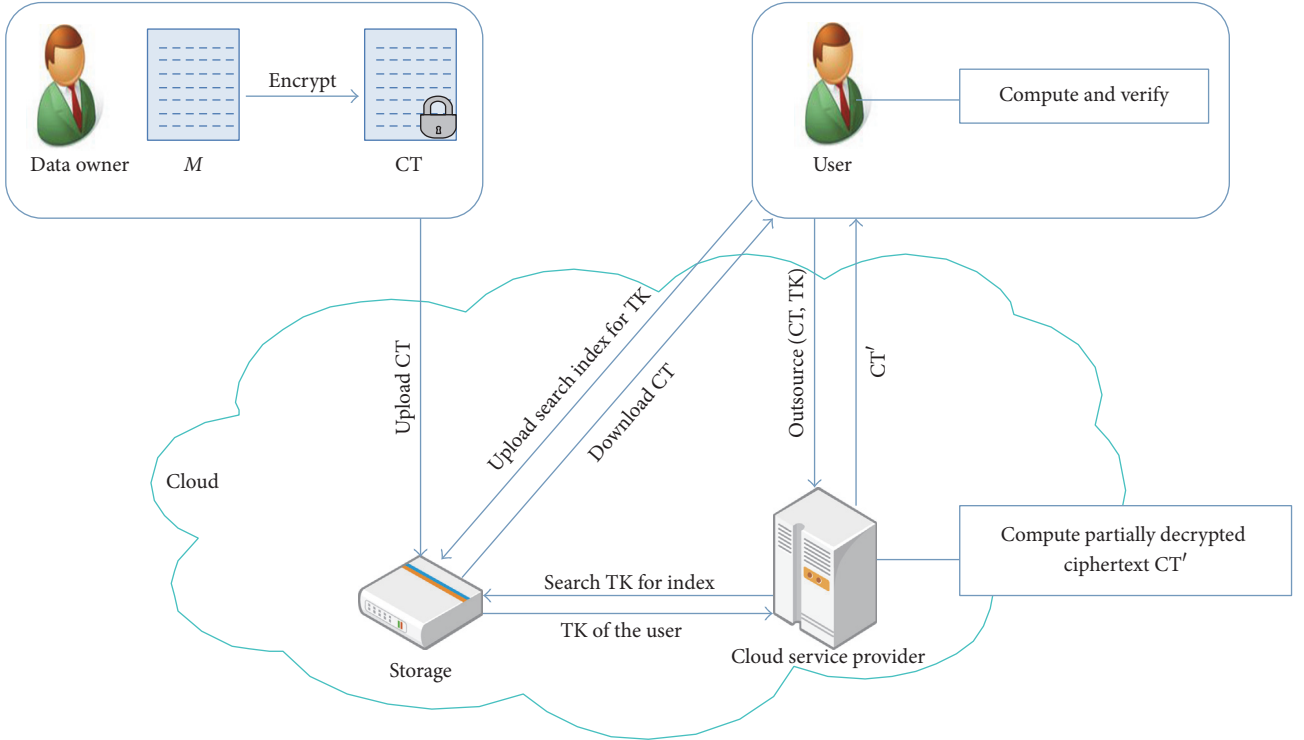 Encrypt
Data owner
M
CT
Compute and verify
User
Upload CT
Upload search index for TK
Download CT
Outsource (CT, TK)
CT′
Cloud
Compute partially decrypted
ciphertext CT′
Search TK for index
TK of the user
Storage
Cloud service provider